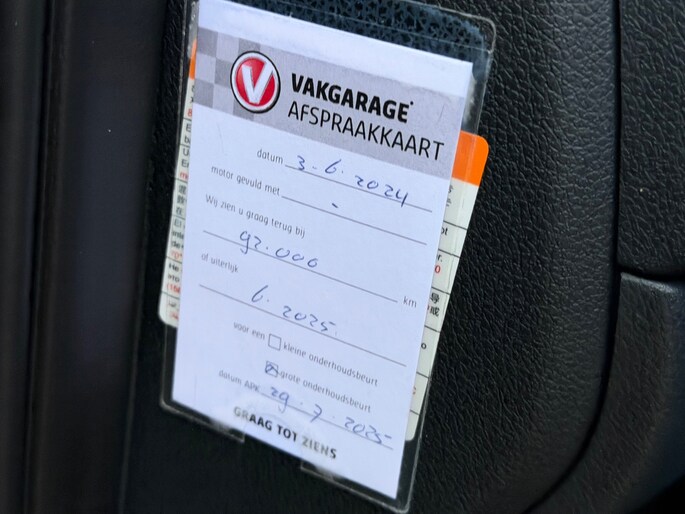 V VAKGARAGE
AFSPRAAKKAART
datum 3-6-2024
motor gevuld met -
Wij zien u graag terug bij
92.000 km
of uiterlijk
6.2025
voor een kleine onderhoudsbeurt
grote onderhoudsbeurt
datum APK 29-7-2025
GRAAG TOT ZIENS